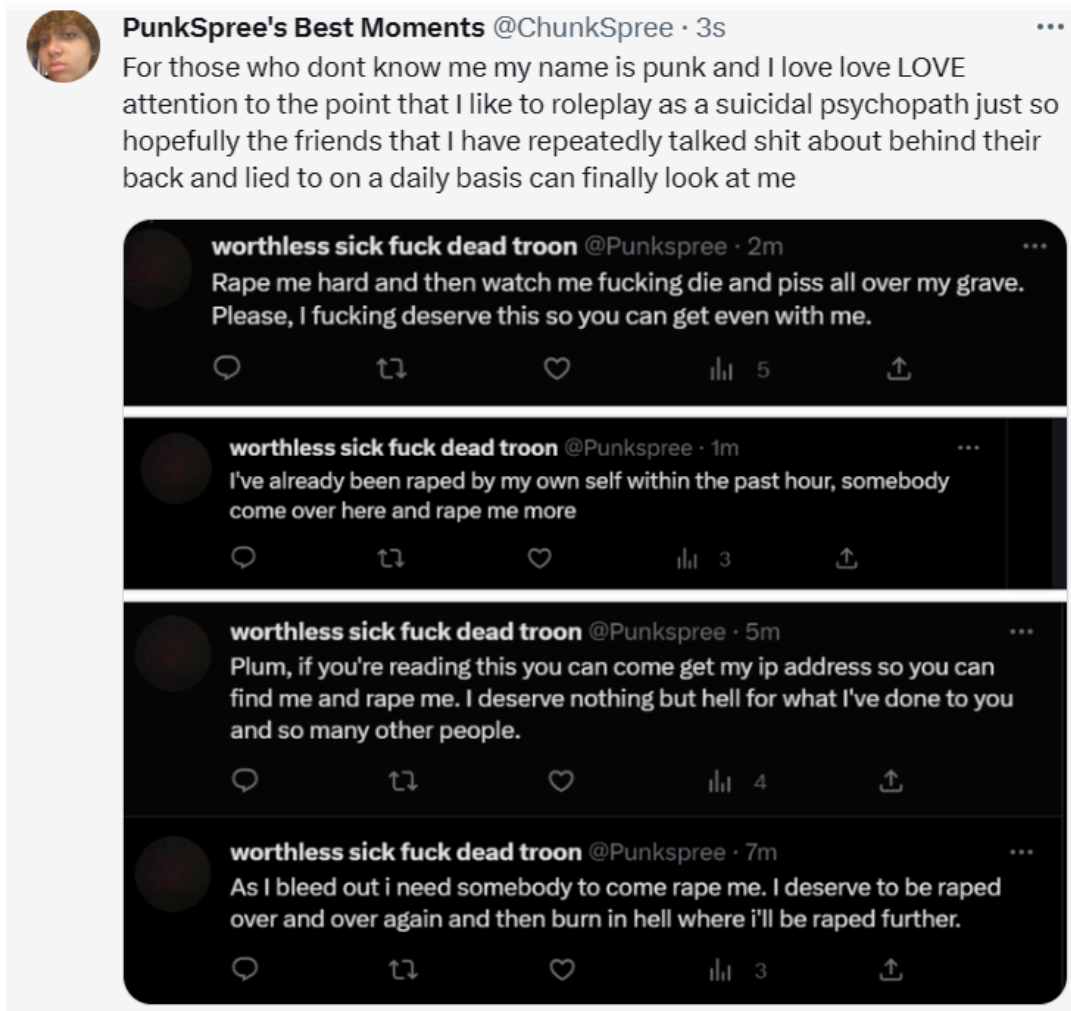 PunkSpree's Best Moments @ChunkSpree · 3s
For those who dont know me my name is punk and I love love LOVE
attention to the point that I like to roleplay as a suicidal psychopath just so
hopefully the friends that I have repeatedly talked shit about behind their
back and lied to on a daily basis can finally look at me
worthless sick fuck dead troon @Punkspree · 2m
Rape me hard and then watch me fucking die and piss all over my grave.
Please, I fucking deserve this so you can get even with me.
5
worthless sick fuck dead troon @Punkspree · 1m
I've already been raped by my own self within the past hour, somebody
come over here and rape me more
3
worthless sick fuck dead troon @Punkspree · 5m
Plum, if you're reading this you can come get my ip address so you can
find me and rape me. I deserve nothing but hell for what I've done to you
and so many other people.
4
worthless sick fuck dead troon @Punkspree · 7m
As I bleed out i need somebody to come rape me. I deserve to be raped
over and over again and then burn in hell where i'll be raped further.
3